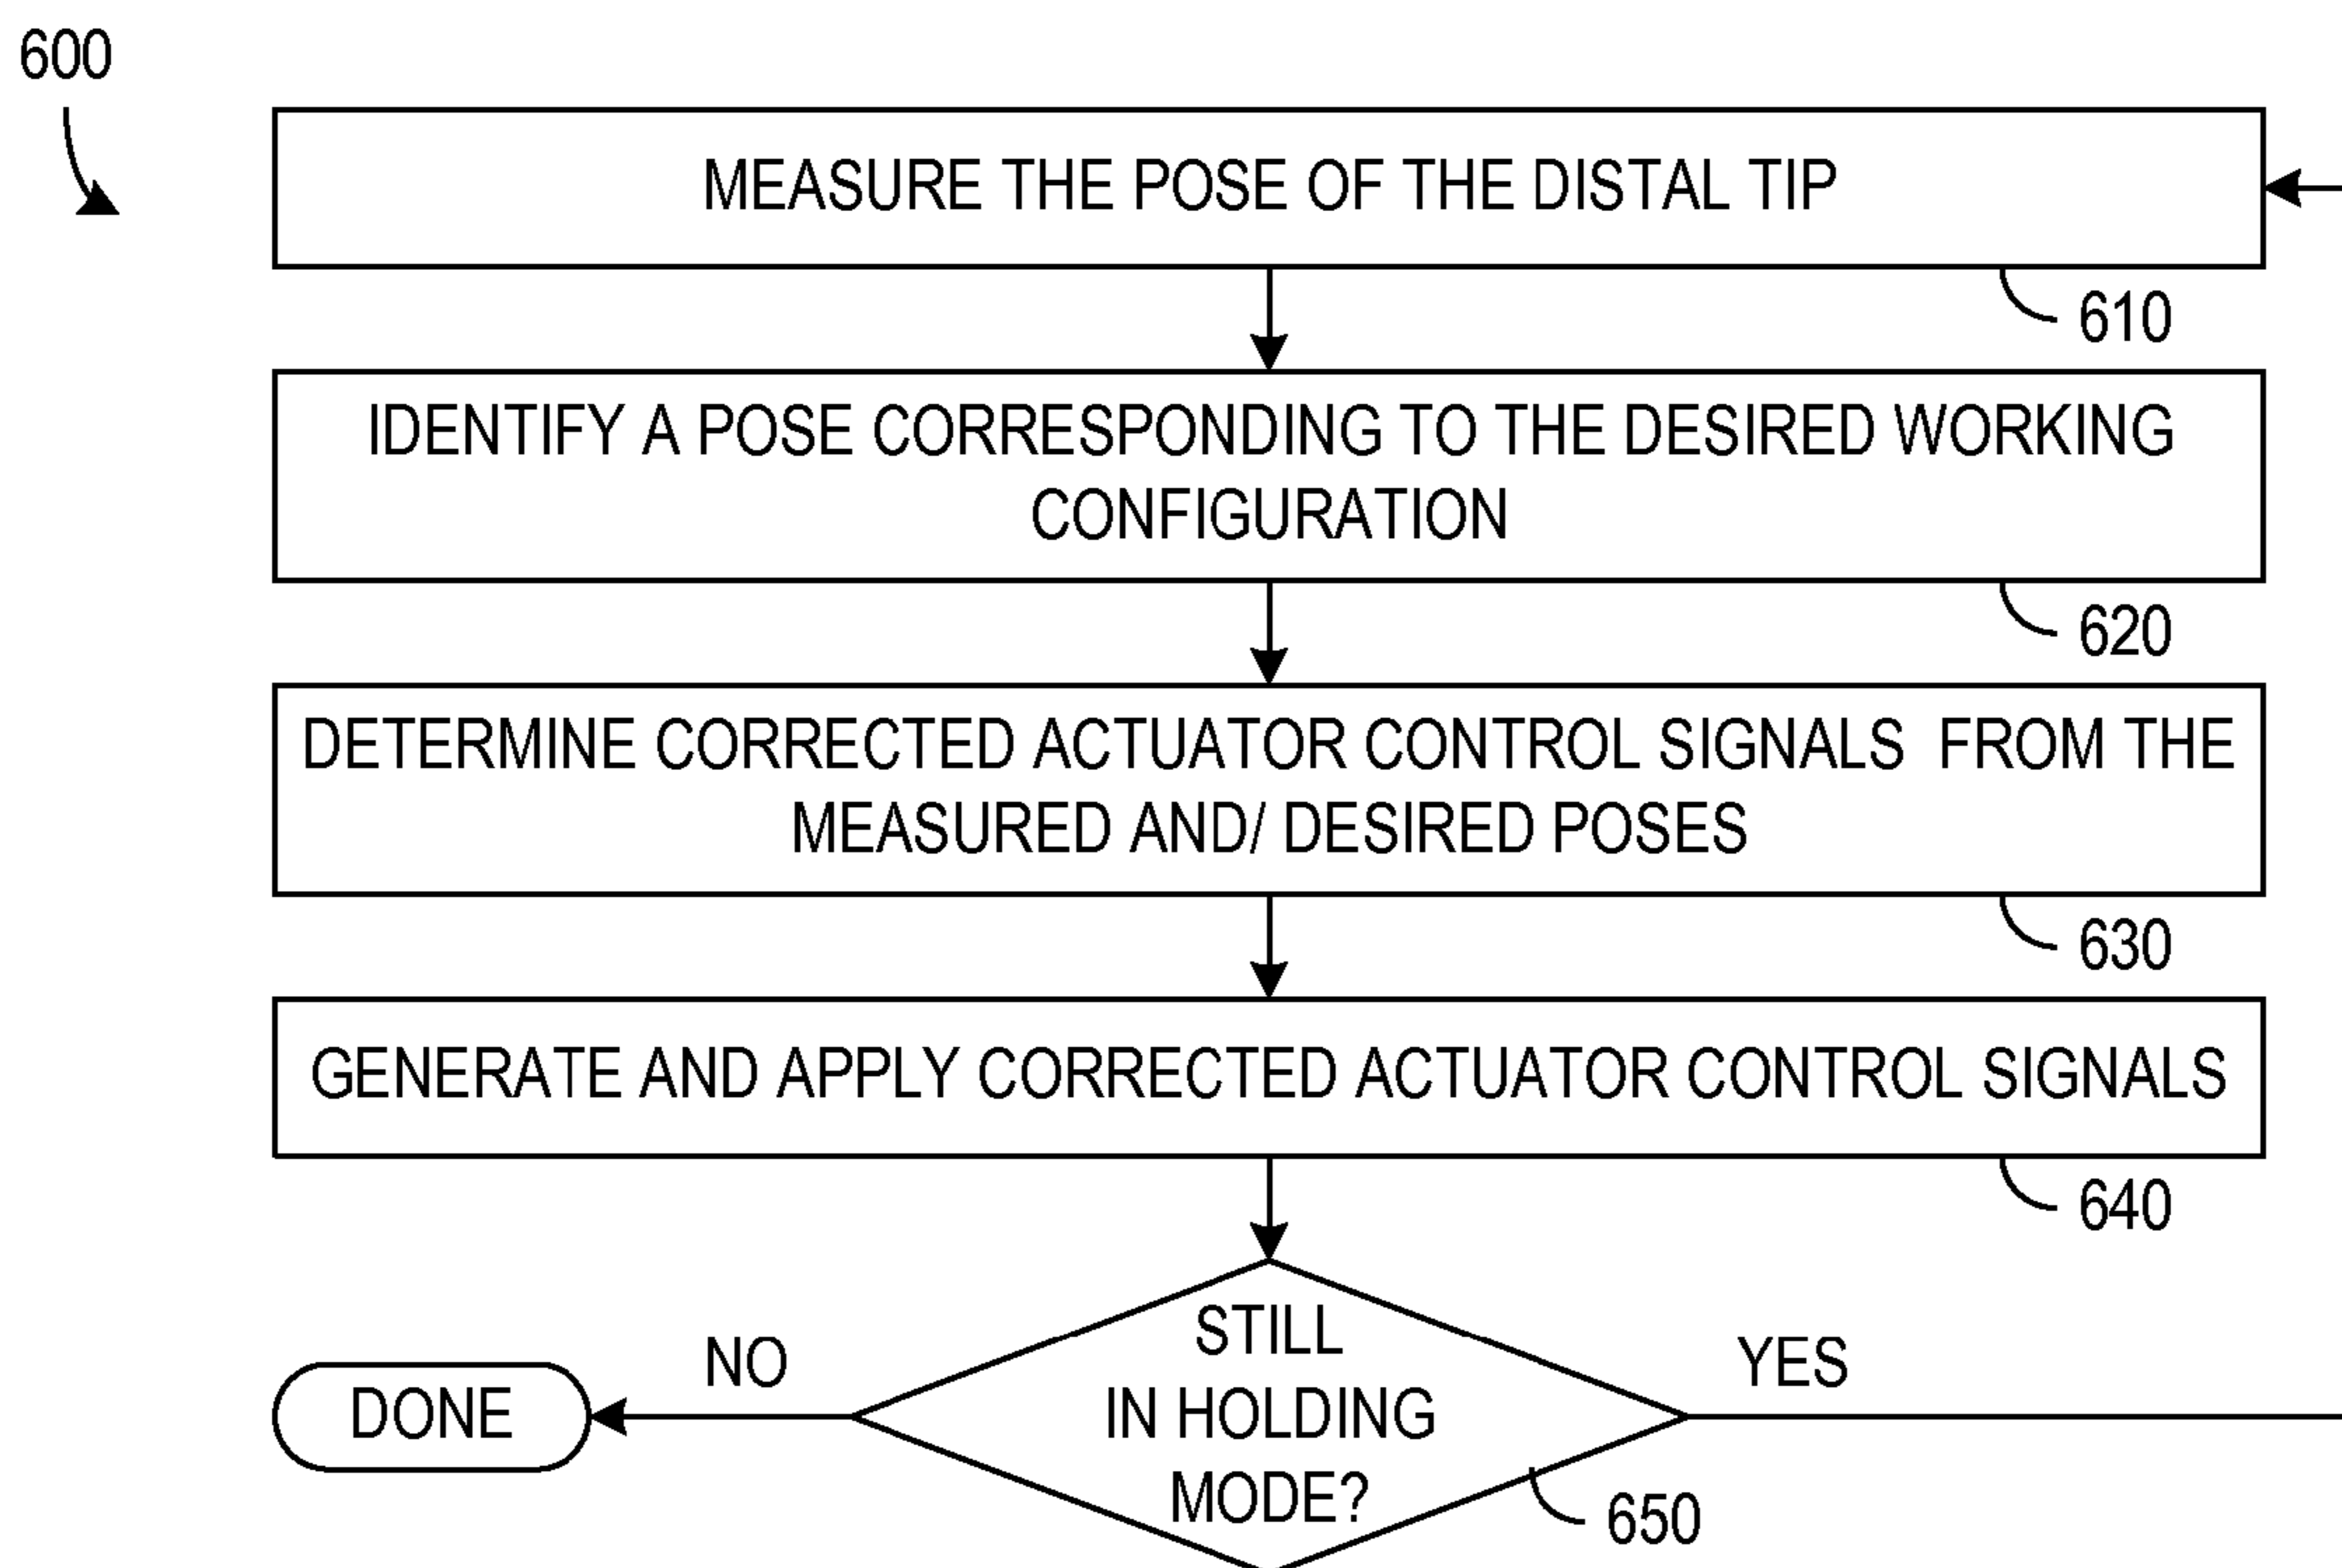 600
MEASURE THE POSE OF THE DISTAL TIP
610
IDENTIFY A POSE CORRESPONDING TO THE DESIRED WORKING
CONFIGURATION
620
DETERMINE CORRECTED ACTUATOR CONTROL SIGNALS FROM THE
MEASURED AND/ DESIRED POSES
630
GENERATE AND APPLY CORRECTED ACTUATOR CONTROL SIGNALS
640
STILL
IN HOLDING
MODE?
NO
YES
DONE
650